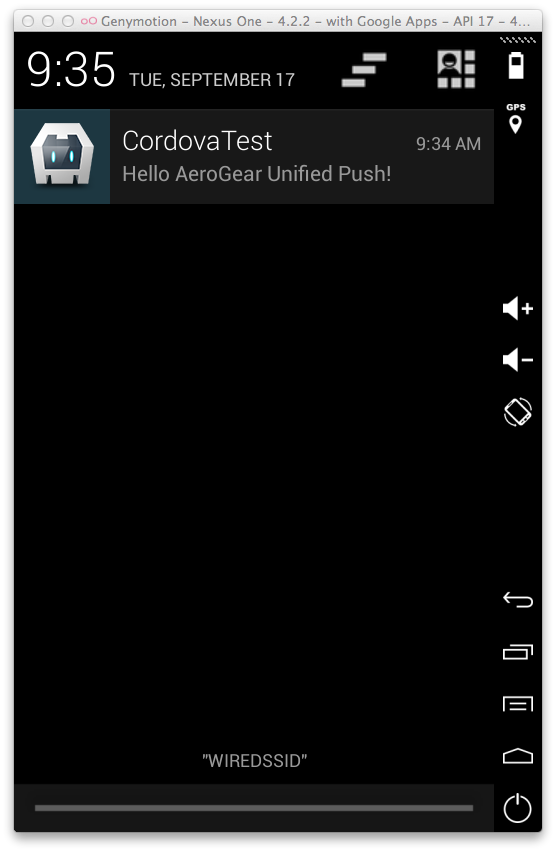 Genymotion – Nexus One – 4.2.2 – with Google Apps – API 17 – 4...
9:35 TUE, SEPTEMBER 17
GPS
CordovaTest 9:34 AM
Hello AeroGear Unified Push!
"WIREDSSID"